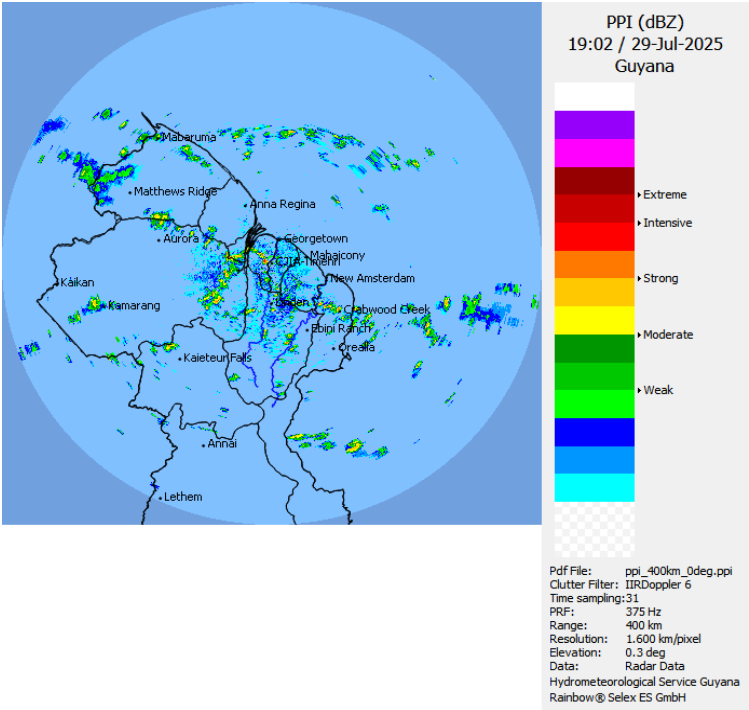 PPI (dBZ)
19:02 / 29-Jul-2025
Guyana
Mabaruma
Matthews Ridge
Anna Regina
Aurora
Georgetown
Mahaicony
CJIA-Timehri
New Amsterdam
Kaikan
Kamarang
Linden
Crabwood Creek
Ebini Ranch
Orealla
Kaieteur Falls
Annai
Lethem
Extreme
Intensive
Strong
Moderate
Weak
Pdf File: ppi_400km_0deg.ppi
Clutter Filter: IIRDoppler 6
Time sampling:31
PRF: 375 Hz
Range: 400 km
Resolution: 1.600 km/pixel
Elevation: 0.3 deg
Data: Radar Data
Hydrometeorological Service Guyana
Rainbow® Selex ES GmbH